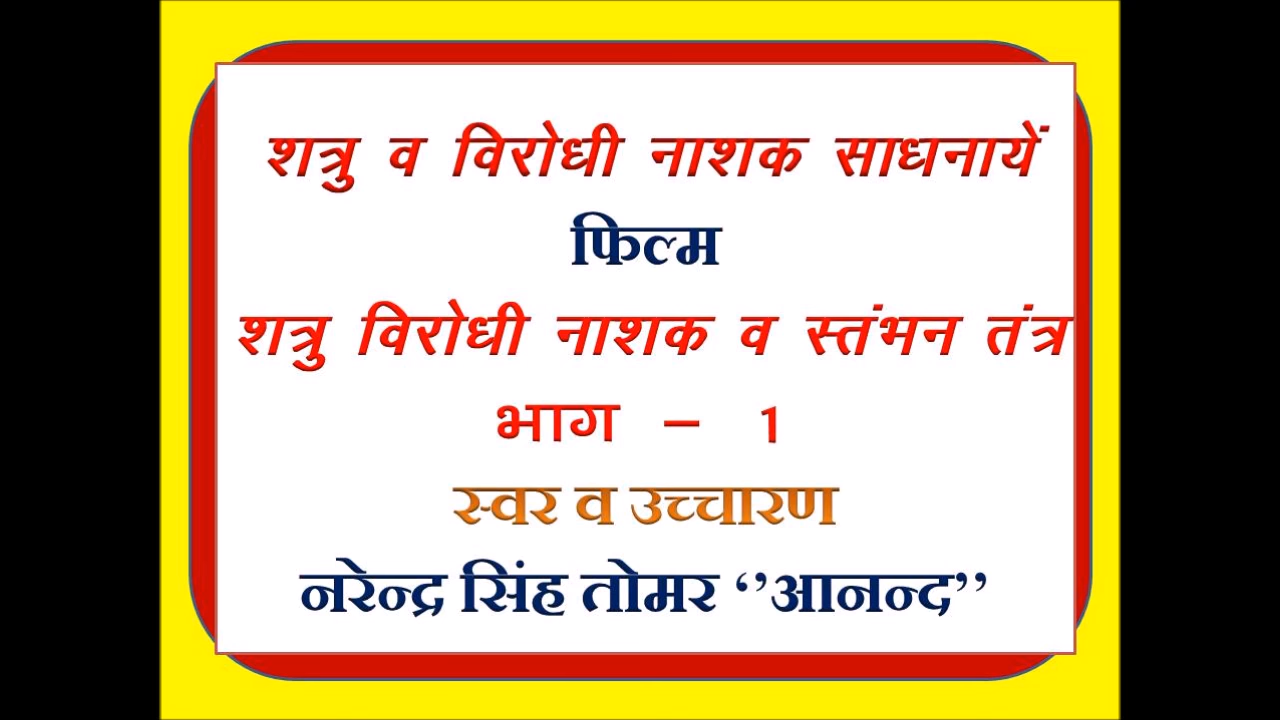 शत्रु व विरोधी नाशक साधनायें
फिल्म
शत्रु विरोधी नाशक व स्तंभन तंत्र
भाग – 1
स्वर व उच्चारण
नरेन्द्र सिंह तोमर ‘’आनन्द’’